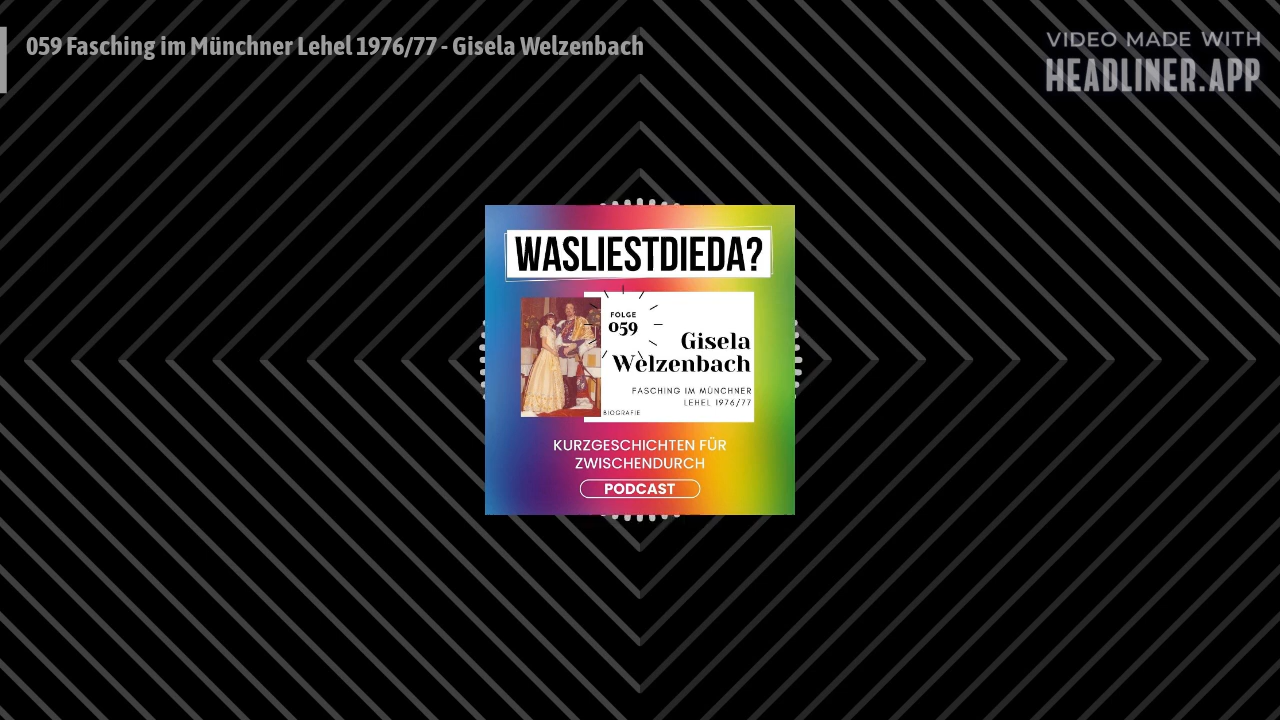 059 Fasching im Münchner Lehel 1976/77 - Gisela Welzenbach
VIDEO MADE WITH
HEADLINER.APP
WASLIESTDIEDA?
FOLGE
059
Gisela
Welzenbach
FASCHING IM MÜNCHNER
LEHEL 1976/77
BIOGRAFIE
KURZGESCHICHTEN FÜR
ZWISCHENDURCH
PODCAST